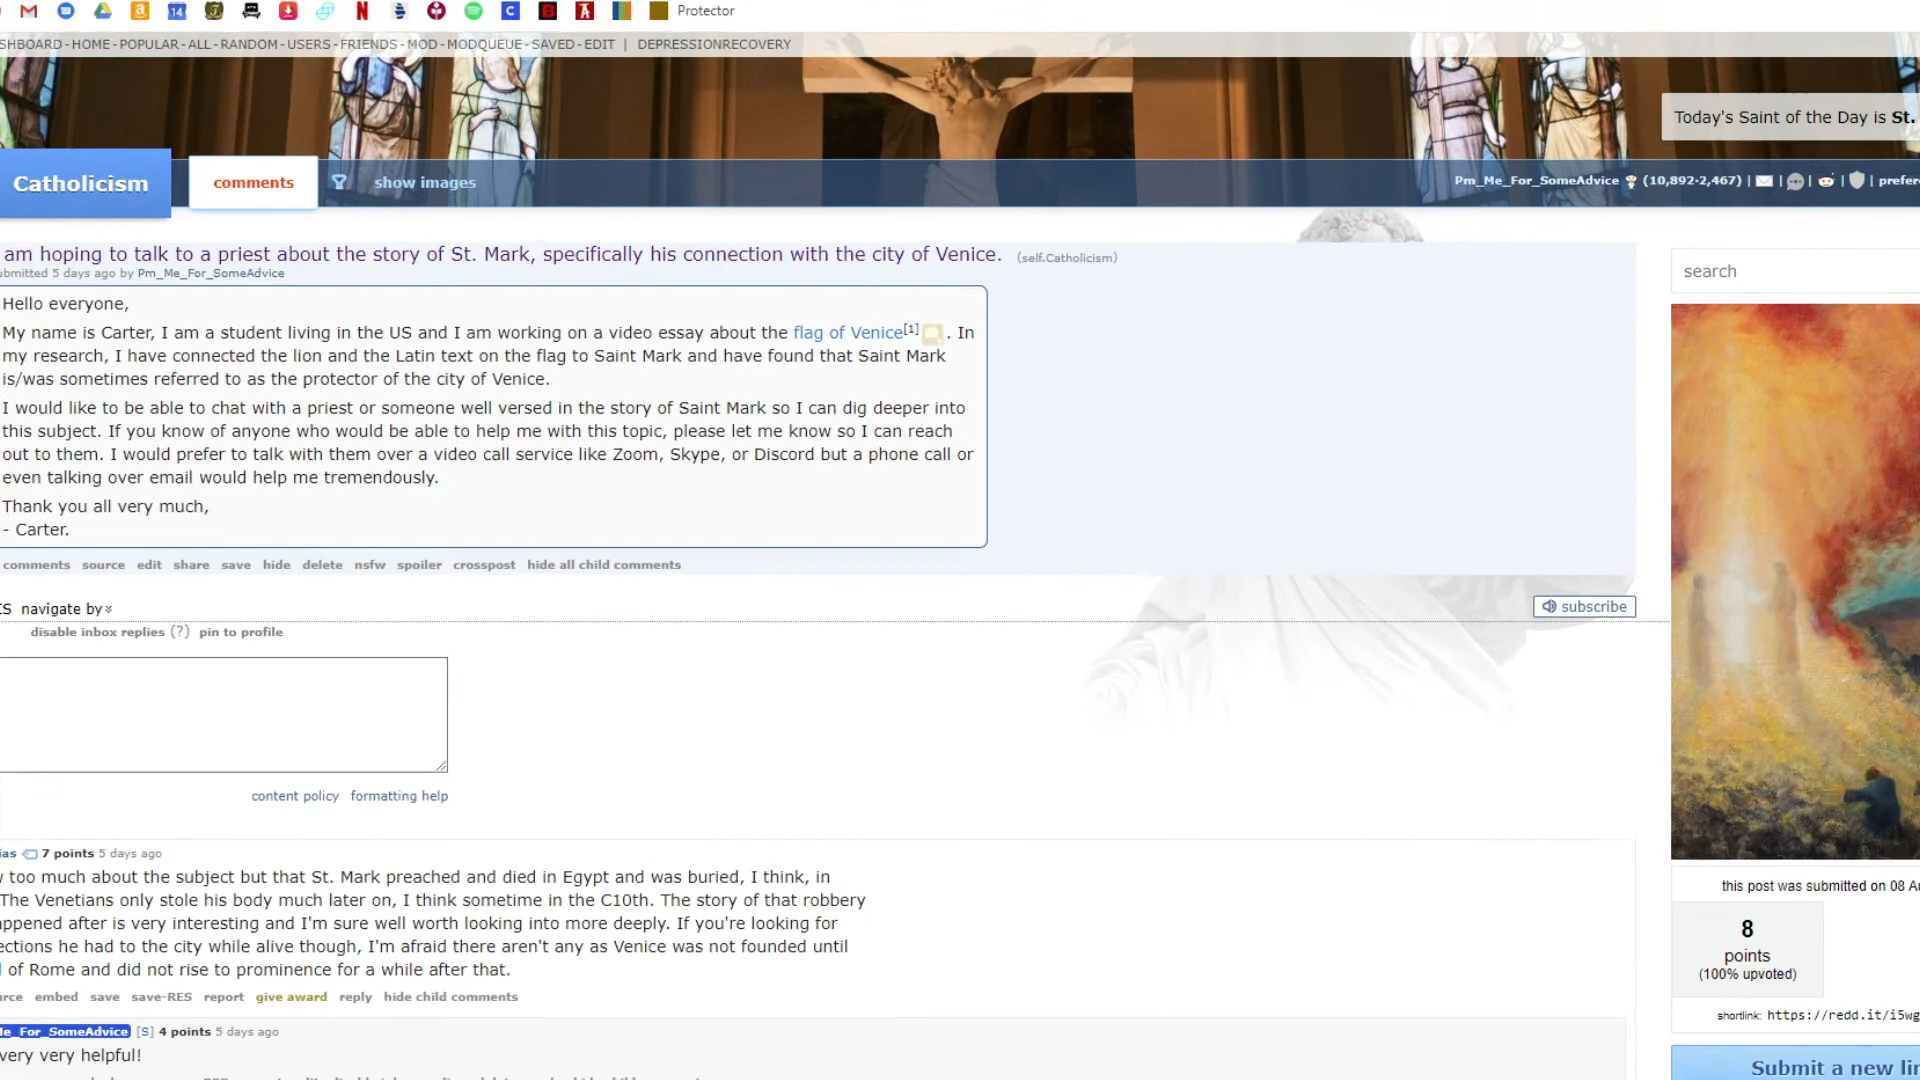 Protector
SHBOARD - HOME - POPULAR - ALL - RANDOM - USERS - FRIENDS - MOD - MODQUEUE - SAVED - EDIT | DEPRESSIONRECOVERY
Today's Saint of the Day is St.
Catholicism comments show images Pm_Me_For_SomeAdvice (10,892·2,467) | | | | | prefer
am hoping to talk to a priest about the story of St. Mark, specifically his connection with the city of Venice. (self.Catholicism)
ubmitted 5 days ago by Pm_Me_For_SomeAdvice
search
Hello everyone,
My name is Carter, I am a student living in the US and I am working on a video essay about the flag of Venice[1] . In
my research, I have connected the lion and the Latin text on the flag to Saint Mark and have found that Saint Mark
is/was sometimes referred to as the protector of the city of Venice.
I would like to be able to chat with a priest or someone well versed in the story of Saint Mark so I can dig deeper into
this subject. If you know of anyone who would be able to help me with this topic, please let me know so I can reach
out to them. I would prefer to talk with them over a video call service like Zoom, Skype, or Discord but a phone call or
even talking over email would help me tremendously.
Thank you all very much,
- Carter.
comments source edit share save hide delete nsfw spoiler crosspost hide all child comments
ES navigate by
subscribe
disable inbox replies (?) pin to profile
content policy formatting help
ias 7 points 5 days ago
w too much about the subject but that St. Mark preached and died in Egypt and was buried, I think, in
The Venetians only stole his body much later on, I think sometime in the C10th. The story of that robbery
appened after is very interesting and I'm sure well worth looking into more deeply. If you're looking for
ections he had to the city while alive though, I'm afraid there aren't any as Venice was not founded until
of Rome and did not rise to prominence for a while after that.
urce embed save save-RES report give award reply hide child comments
Me_For_SomeAdvice [S] 4 points 5 days ago
very very helpful!
this post was submitted on 08 Au
8
points
(100% upvoted)
shortlink: https://redd.it/i5wg
Submit a new lin